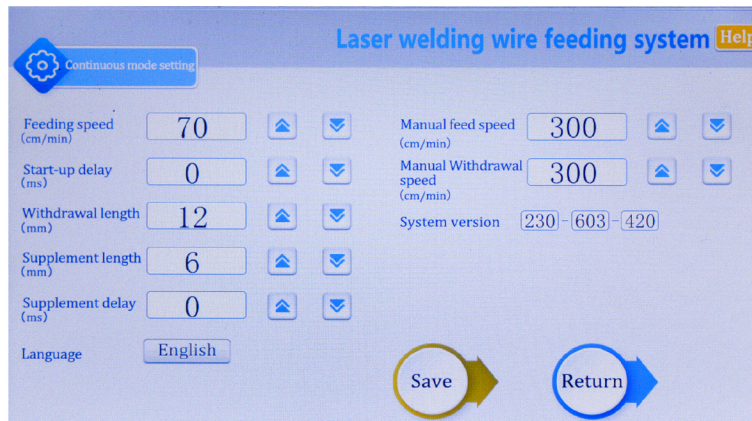 Laser welding wire feeding system Help
Continuous mode setting
Feeding speed 70
(cm/min)
Start-up delay 0
(ms)
Withdrawal length 12
(mm)
Supplement length 6
(mm)
Supplement delay 0
(ms)
Language English
Manual feed speed 300
(cm/min)
Manual Withdrawal
speed 300
(cm/min)
System version 230-603-420
Save
Return